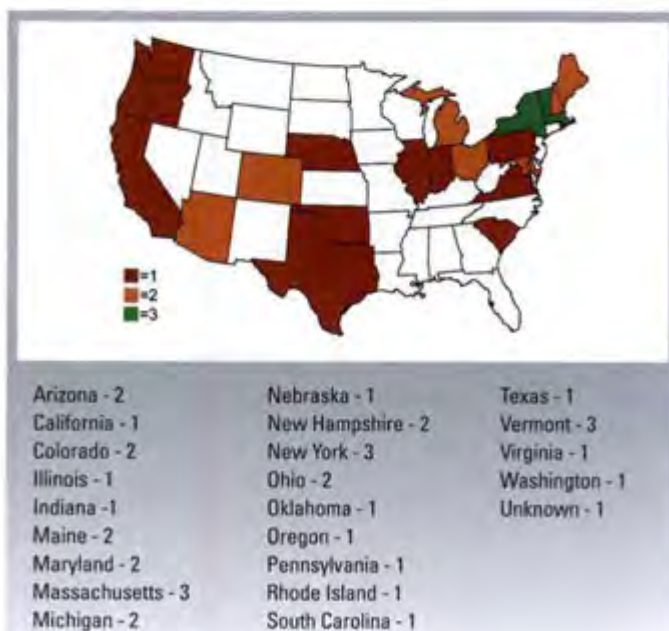 =1
=2
=3
Arizona - 2
California - 1
Colorado - 2
Illinois - 1
Indiana -1
Maine - 2
Maryland - 2
Massachusetts - 3
Michigan - 2
Nebraska - 1
New Hampshire - 2
New York - 3
Ohio - 2
Oklahoma - 1
Oregon - 1
Pennsylvania - 1
Rhode Island - 1
South Carolina - 1
Texas - 1
Vermont - 3
Virginia - 1
Washington - 1
Unknown - 1